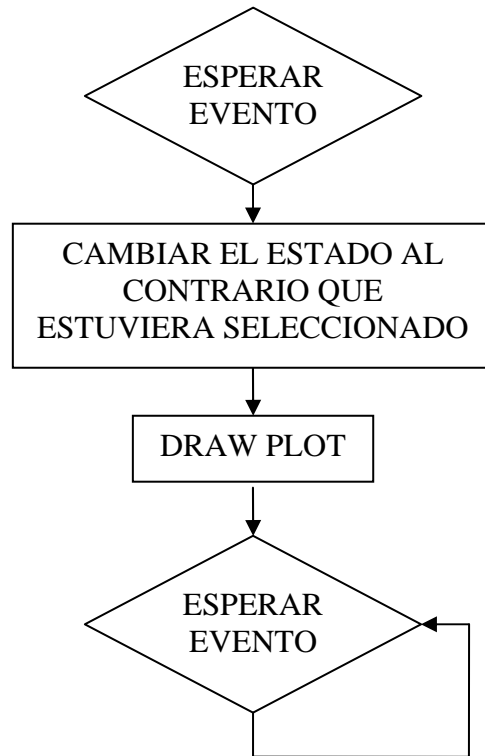 ESPERAR
EVENTO
CAMBIAR EL ESTADO AL
CONTRARIO QUE
ESTUVIERA SELECCIONADO
DRAW PLOT
ESPERAR
EVENTO